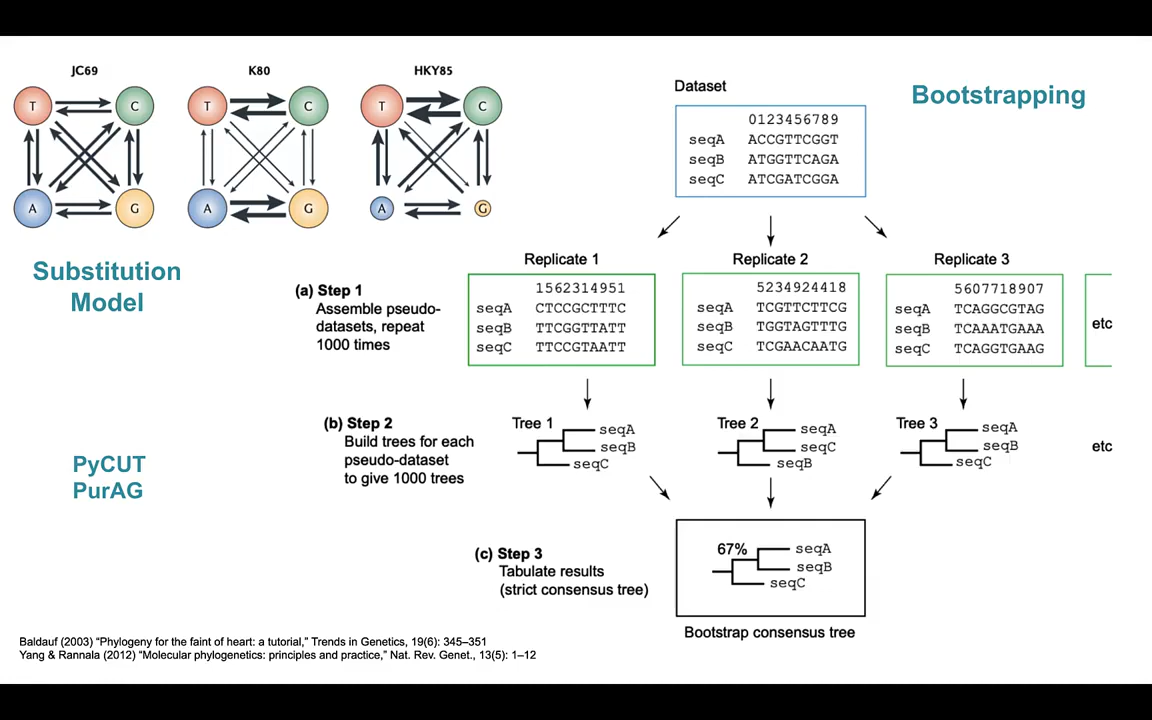 JC69
K80
HKY85
T
C
A
G
T
C
A
G
T
C
A
G
Substitution
Model
PyCUT
PurAG
Bootstrapping
Dataset
0123456789
seqA ACCGTTCGGT
seqB ATGGTTCAGA
seqC ATCGATCGGA
(a) Step 1
Assemble pseudo-
datasets, repeat
1000 times
Replicate 1
1562314951
seqA CTCCGCTTTC
seqB TTCGGTTATT
seqC TTCCGTAATT
Replicate 2
5234924418
seqA TCGTTCTTCG
seqB TGGTAGTTTG
seqC TCGAACAATG
Replicate 3
5607718907
seqA TCAGGCGTAG
seqB TCAAATGAAA
seqC TCAGGTGAAG
etc
(b) Step 2
Build trees for each
pseudo-dataset
to give 1000 trees
Tree 1
seqA
seqB
seqC
Tree 2
seqA
seqC
seqB
Tree 3
seqA
seqB
seqC
etc
(c) Step 3
Tabulate results
(strict consensus tree)
67%
seqA
seqB
seqC
Bootstrap consensus tree
Baldauf (2003) “Phylogeny for the faint of heart: a tutorial,” Trends in Genetics, 19(6): 345–351
Yang & Rannala (2012) “Molecular phylogenetics: principles and practice,” Nat. Rev. Genet., 13(5): 1–12